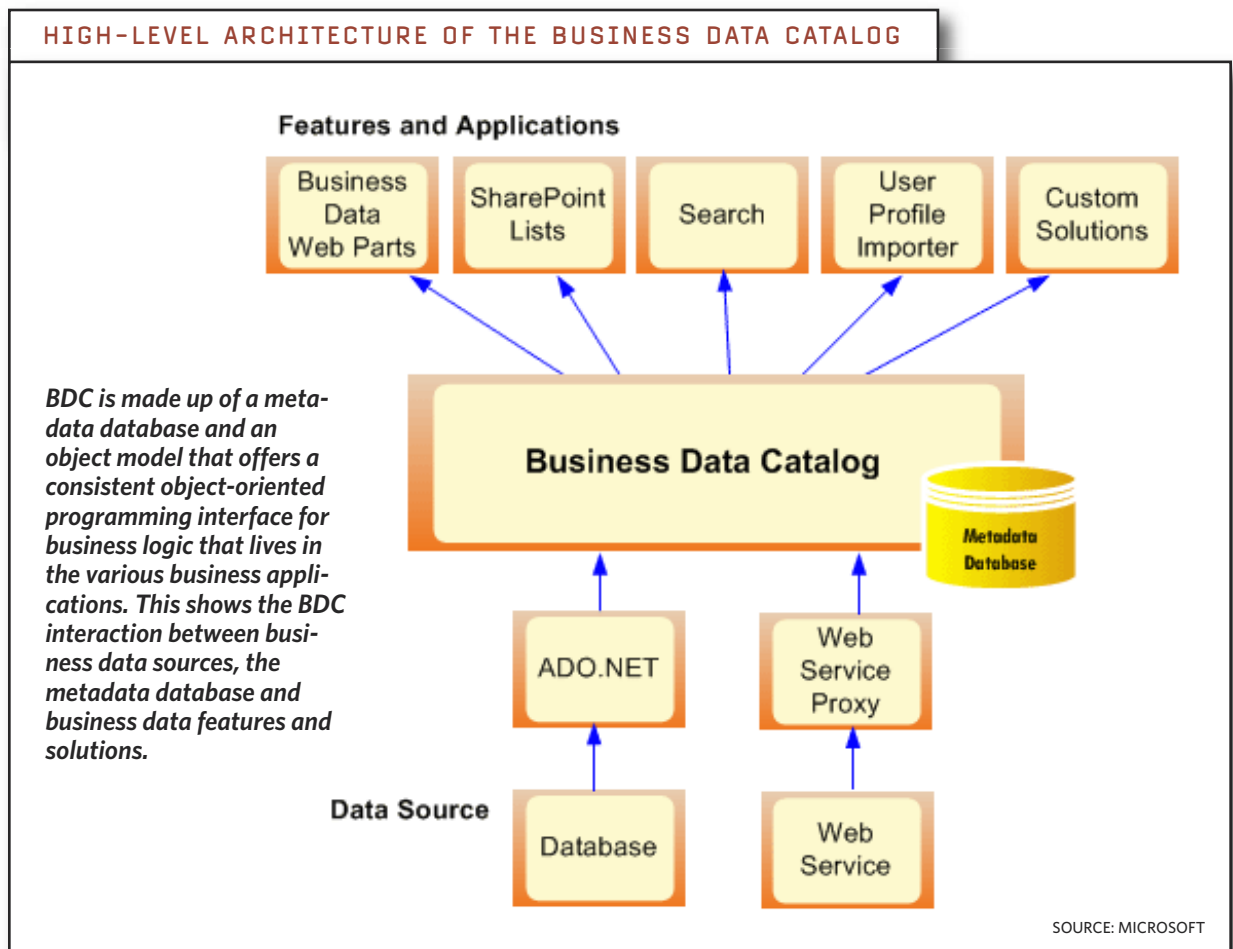 HIGH-LEVEL ARCHITECTURE OF THE BUSINESS DATA CATALOG
Features and Applications
Business
Data
Web Parts
SharePoint
Lists
Search
User
Profile
Importer
Custom
Solutions
BDC is made up of a meta-
data database and an
object model that offers a
consistent object-oriented
programming interface for
business logic that lives in
the various business appli-
cations. This shows the BDC
interaction between busi-
ness data sources, the
metadata database and
business data features and
solutions.
Business Data Catalog
Metadata
Database
ADO.NET
Web
Service
Proxy
Data Source
Database
Web
Service
SOURCE: MICROSOFT